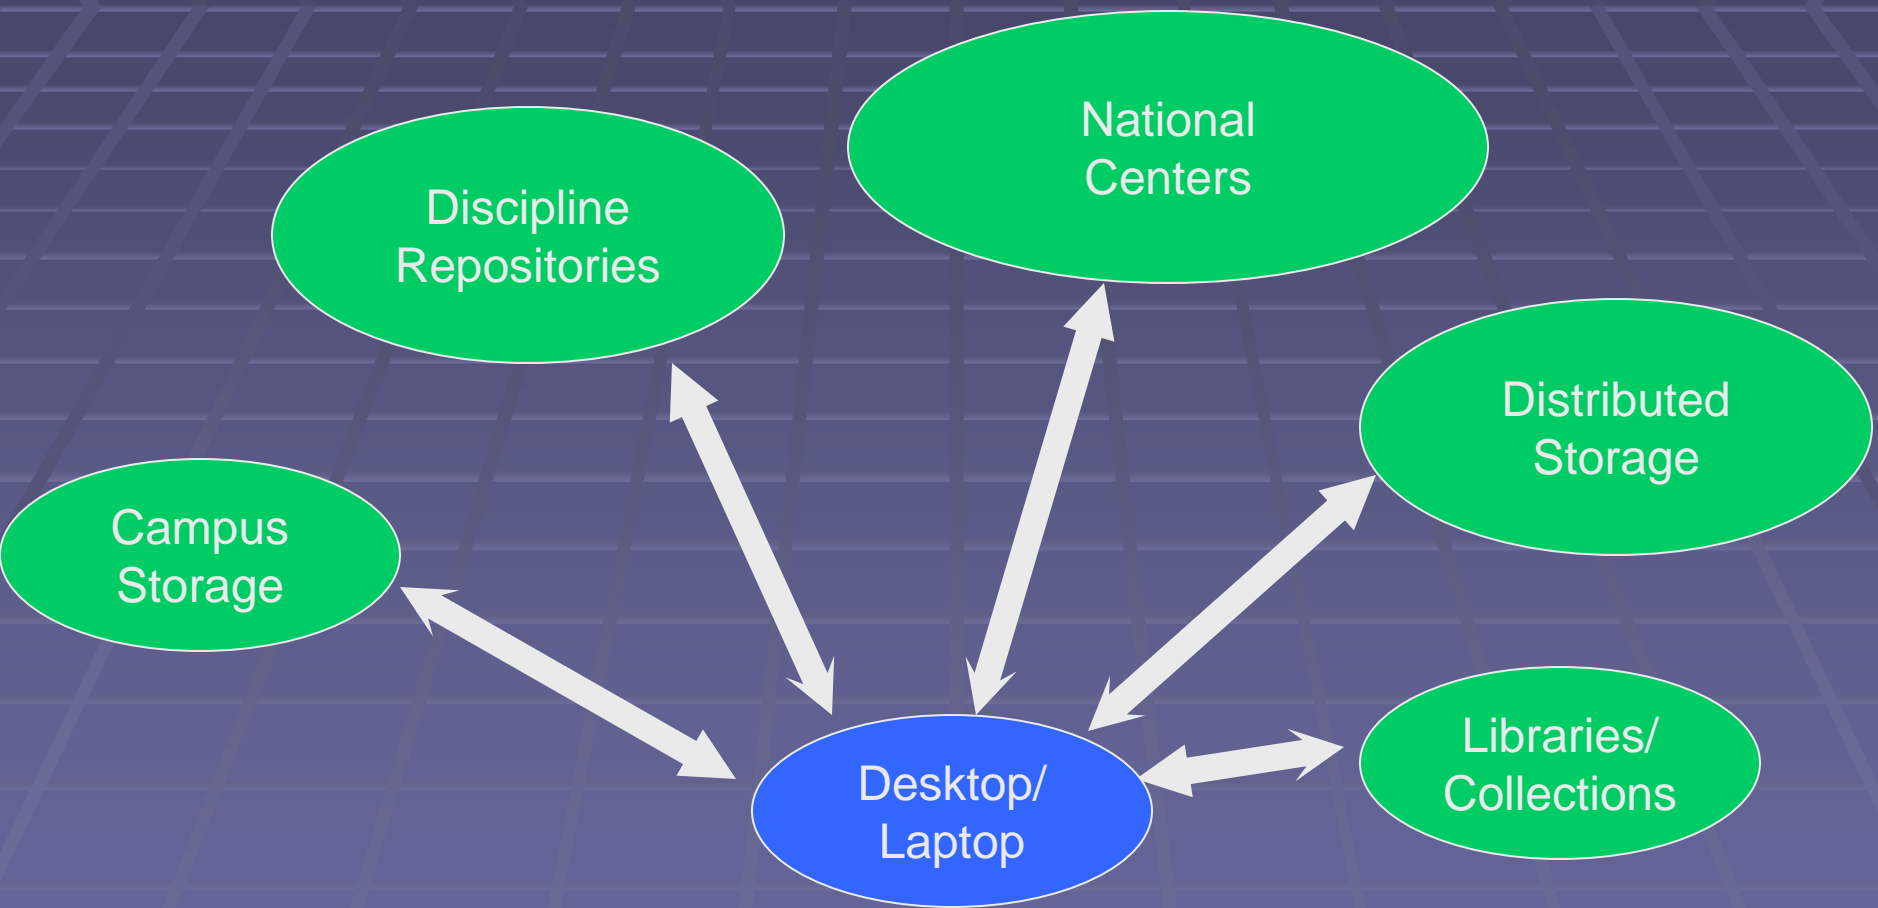 National
Centers
Discipline
Repositories
Distributed
Storage
Campus
Storage
Libraries/
Collections
Desktop/
Laptop